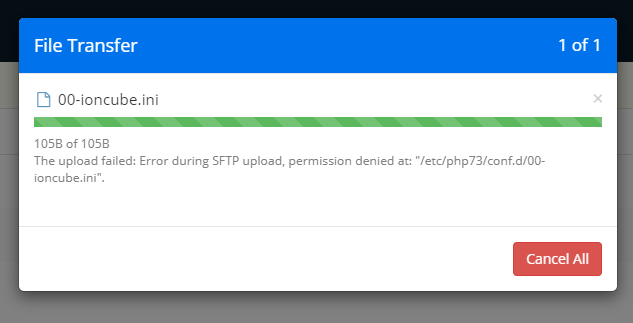 File Transfer
1 of 1
00-ioncube.ini
×
105B of 105B
The upload failed: Error during SFTP upload, permission denied at: "/etc/php73/conf.d/00-
ioncube.ini".
Cancel All